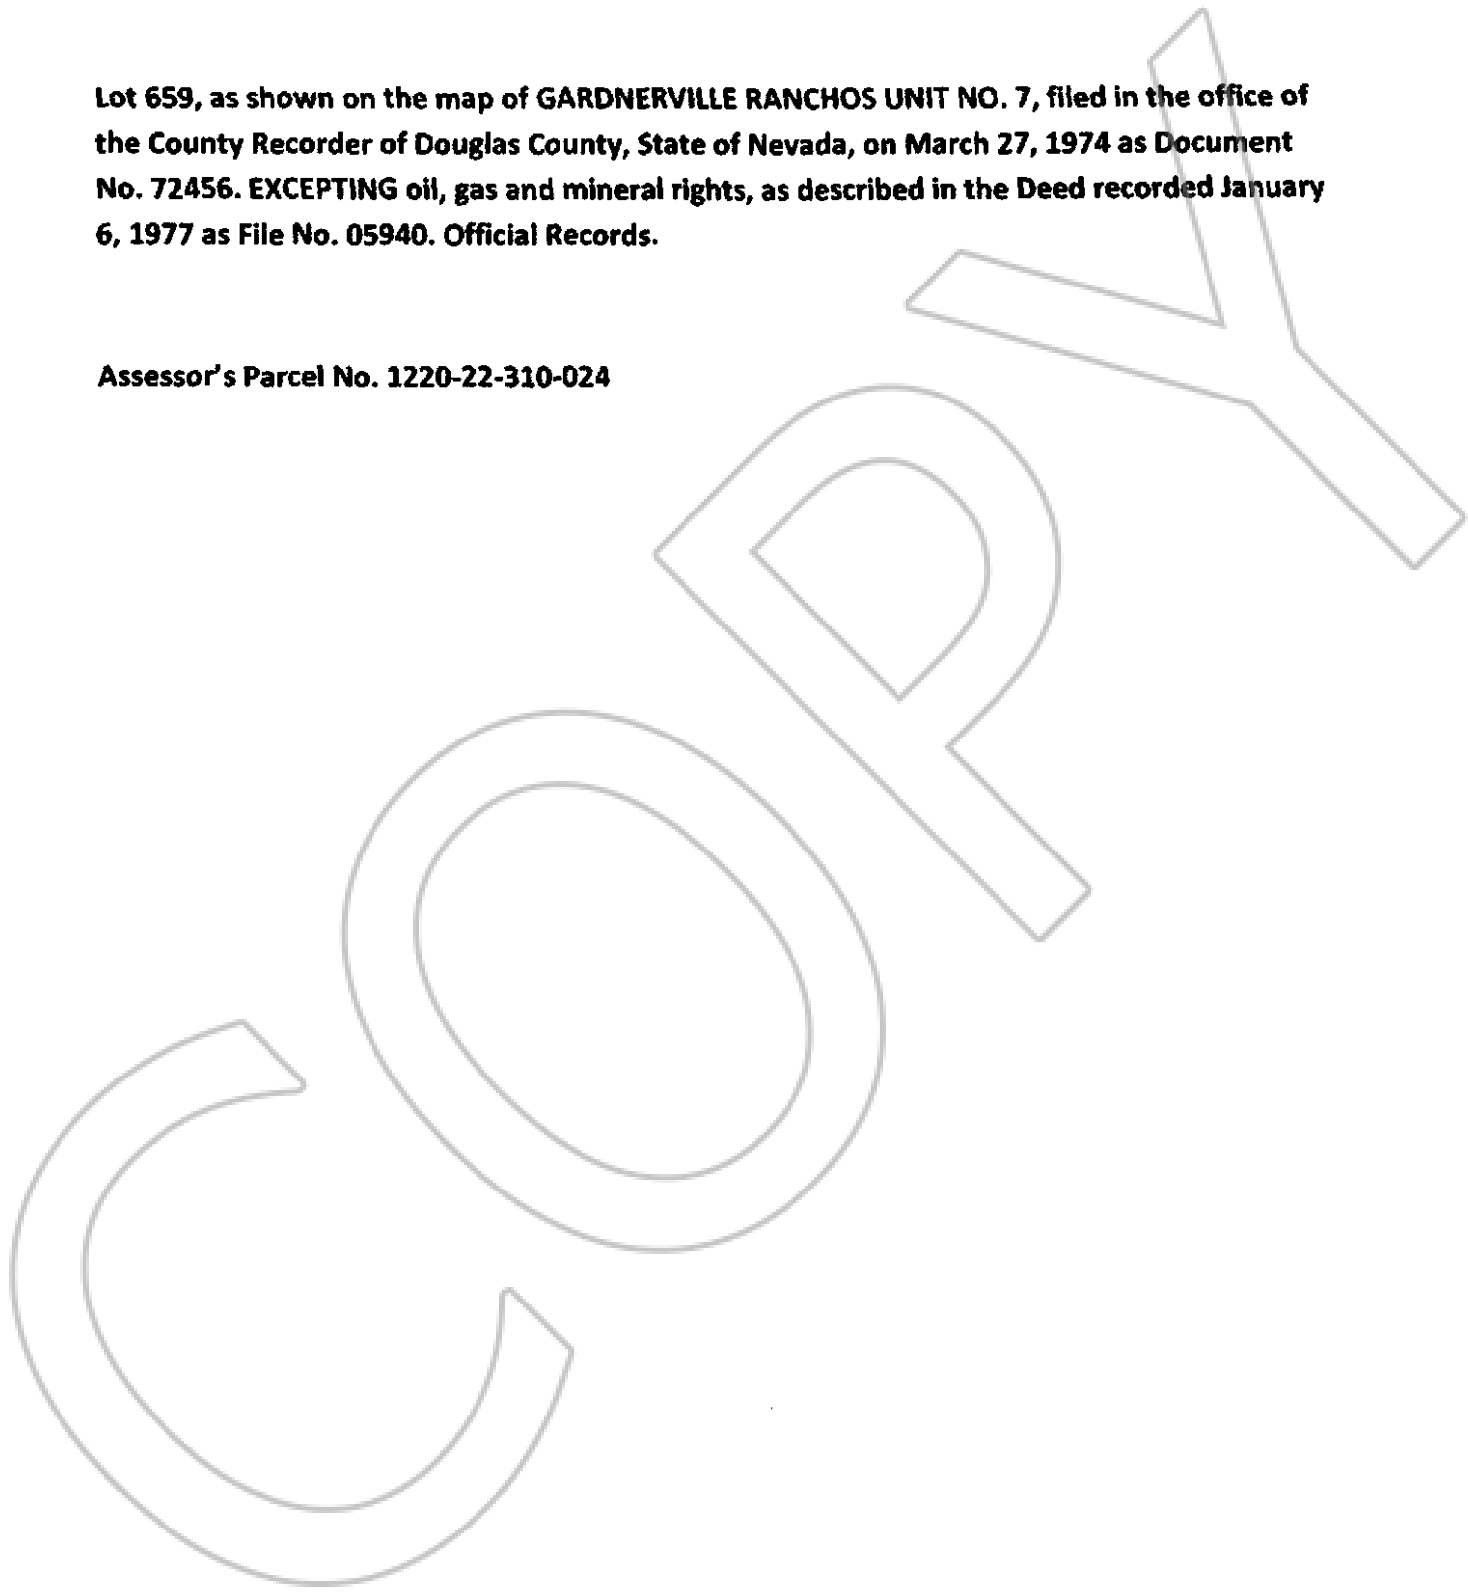 Lot 659, as shown on the map of GARDNERVILLE RANCHOS UNIT NO. 7, filed in the office of
the County Recorder of Douglas County, State of Nevada, on March 27, 1974 as Document
No. 72456. EXCEPTING oil, gas and mineral rights, as described in the Deed recorded January
6, 1977 as File No. 05940. Official Records.
Assessor's Parcel No. 1220-22-310-024
COPY